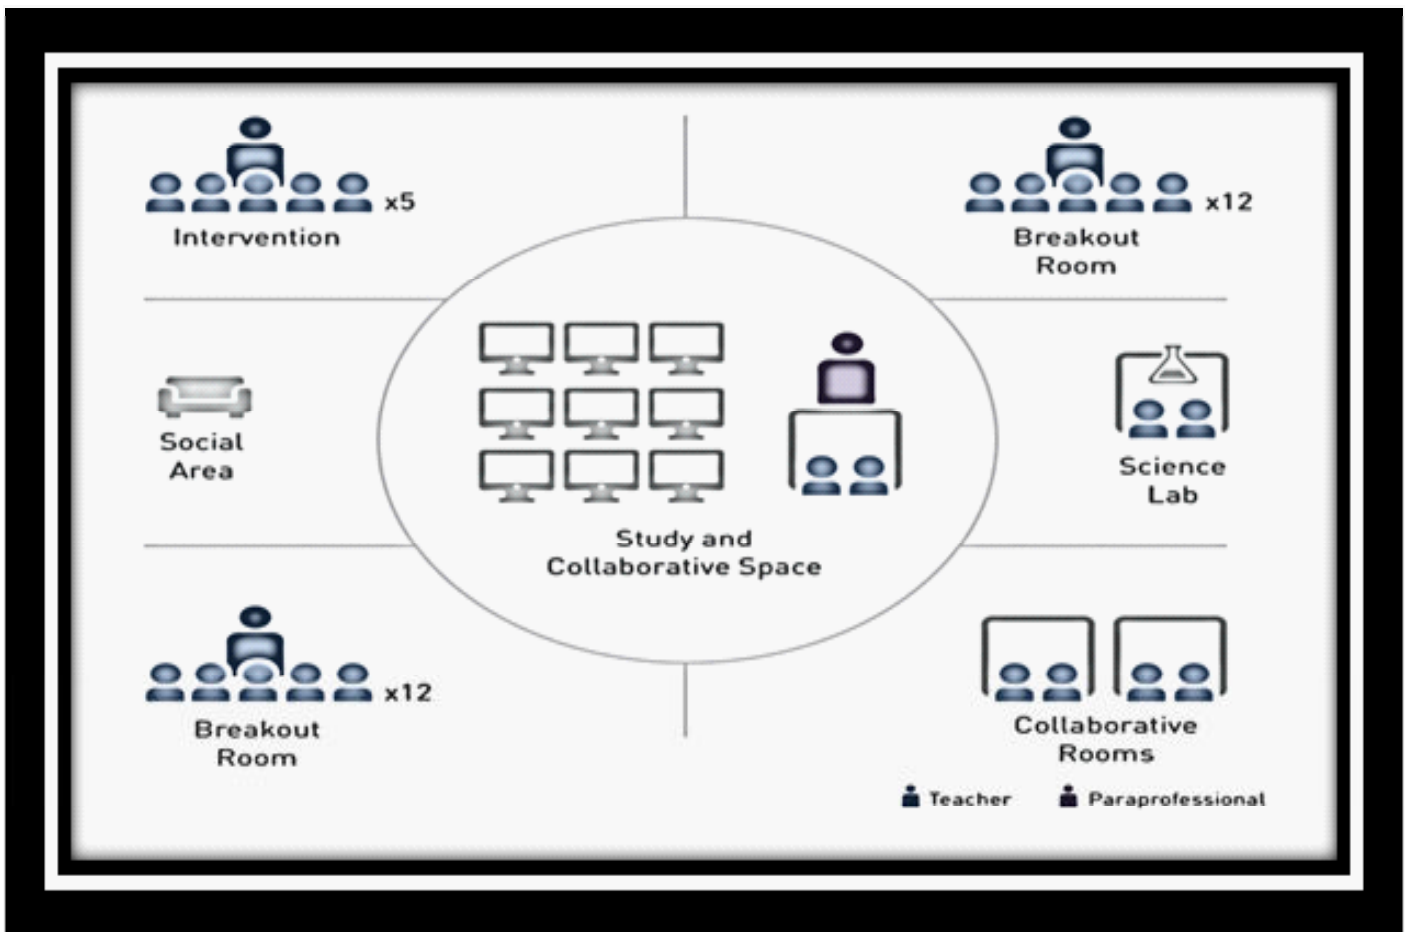 x5
Intervention
x12
Breakout
Room
Social
Area
Study and
Collaborative Space
Science
Lab
x12
Breakout
Room
Collaborative
Rooms
Teacher
Paraprofessional